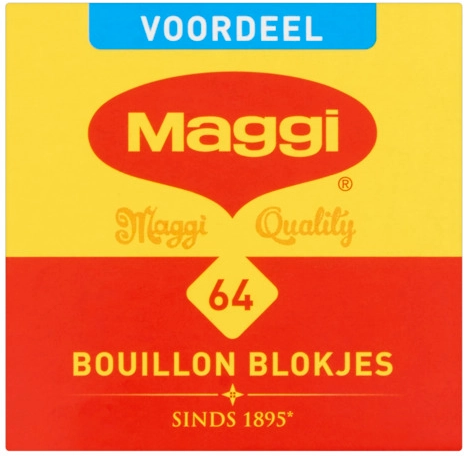 VOORDEEL
Maggi
®
Maggi Quality
64
BOUILLON BLOKJES
SINDS 1895*